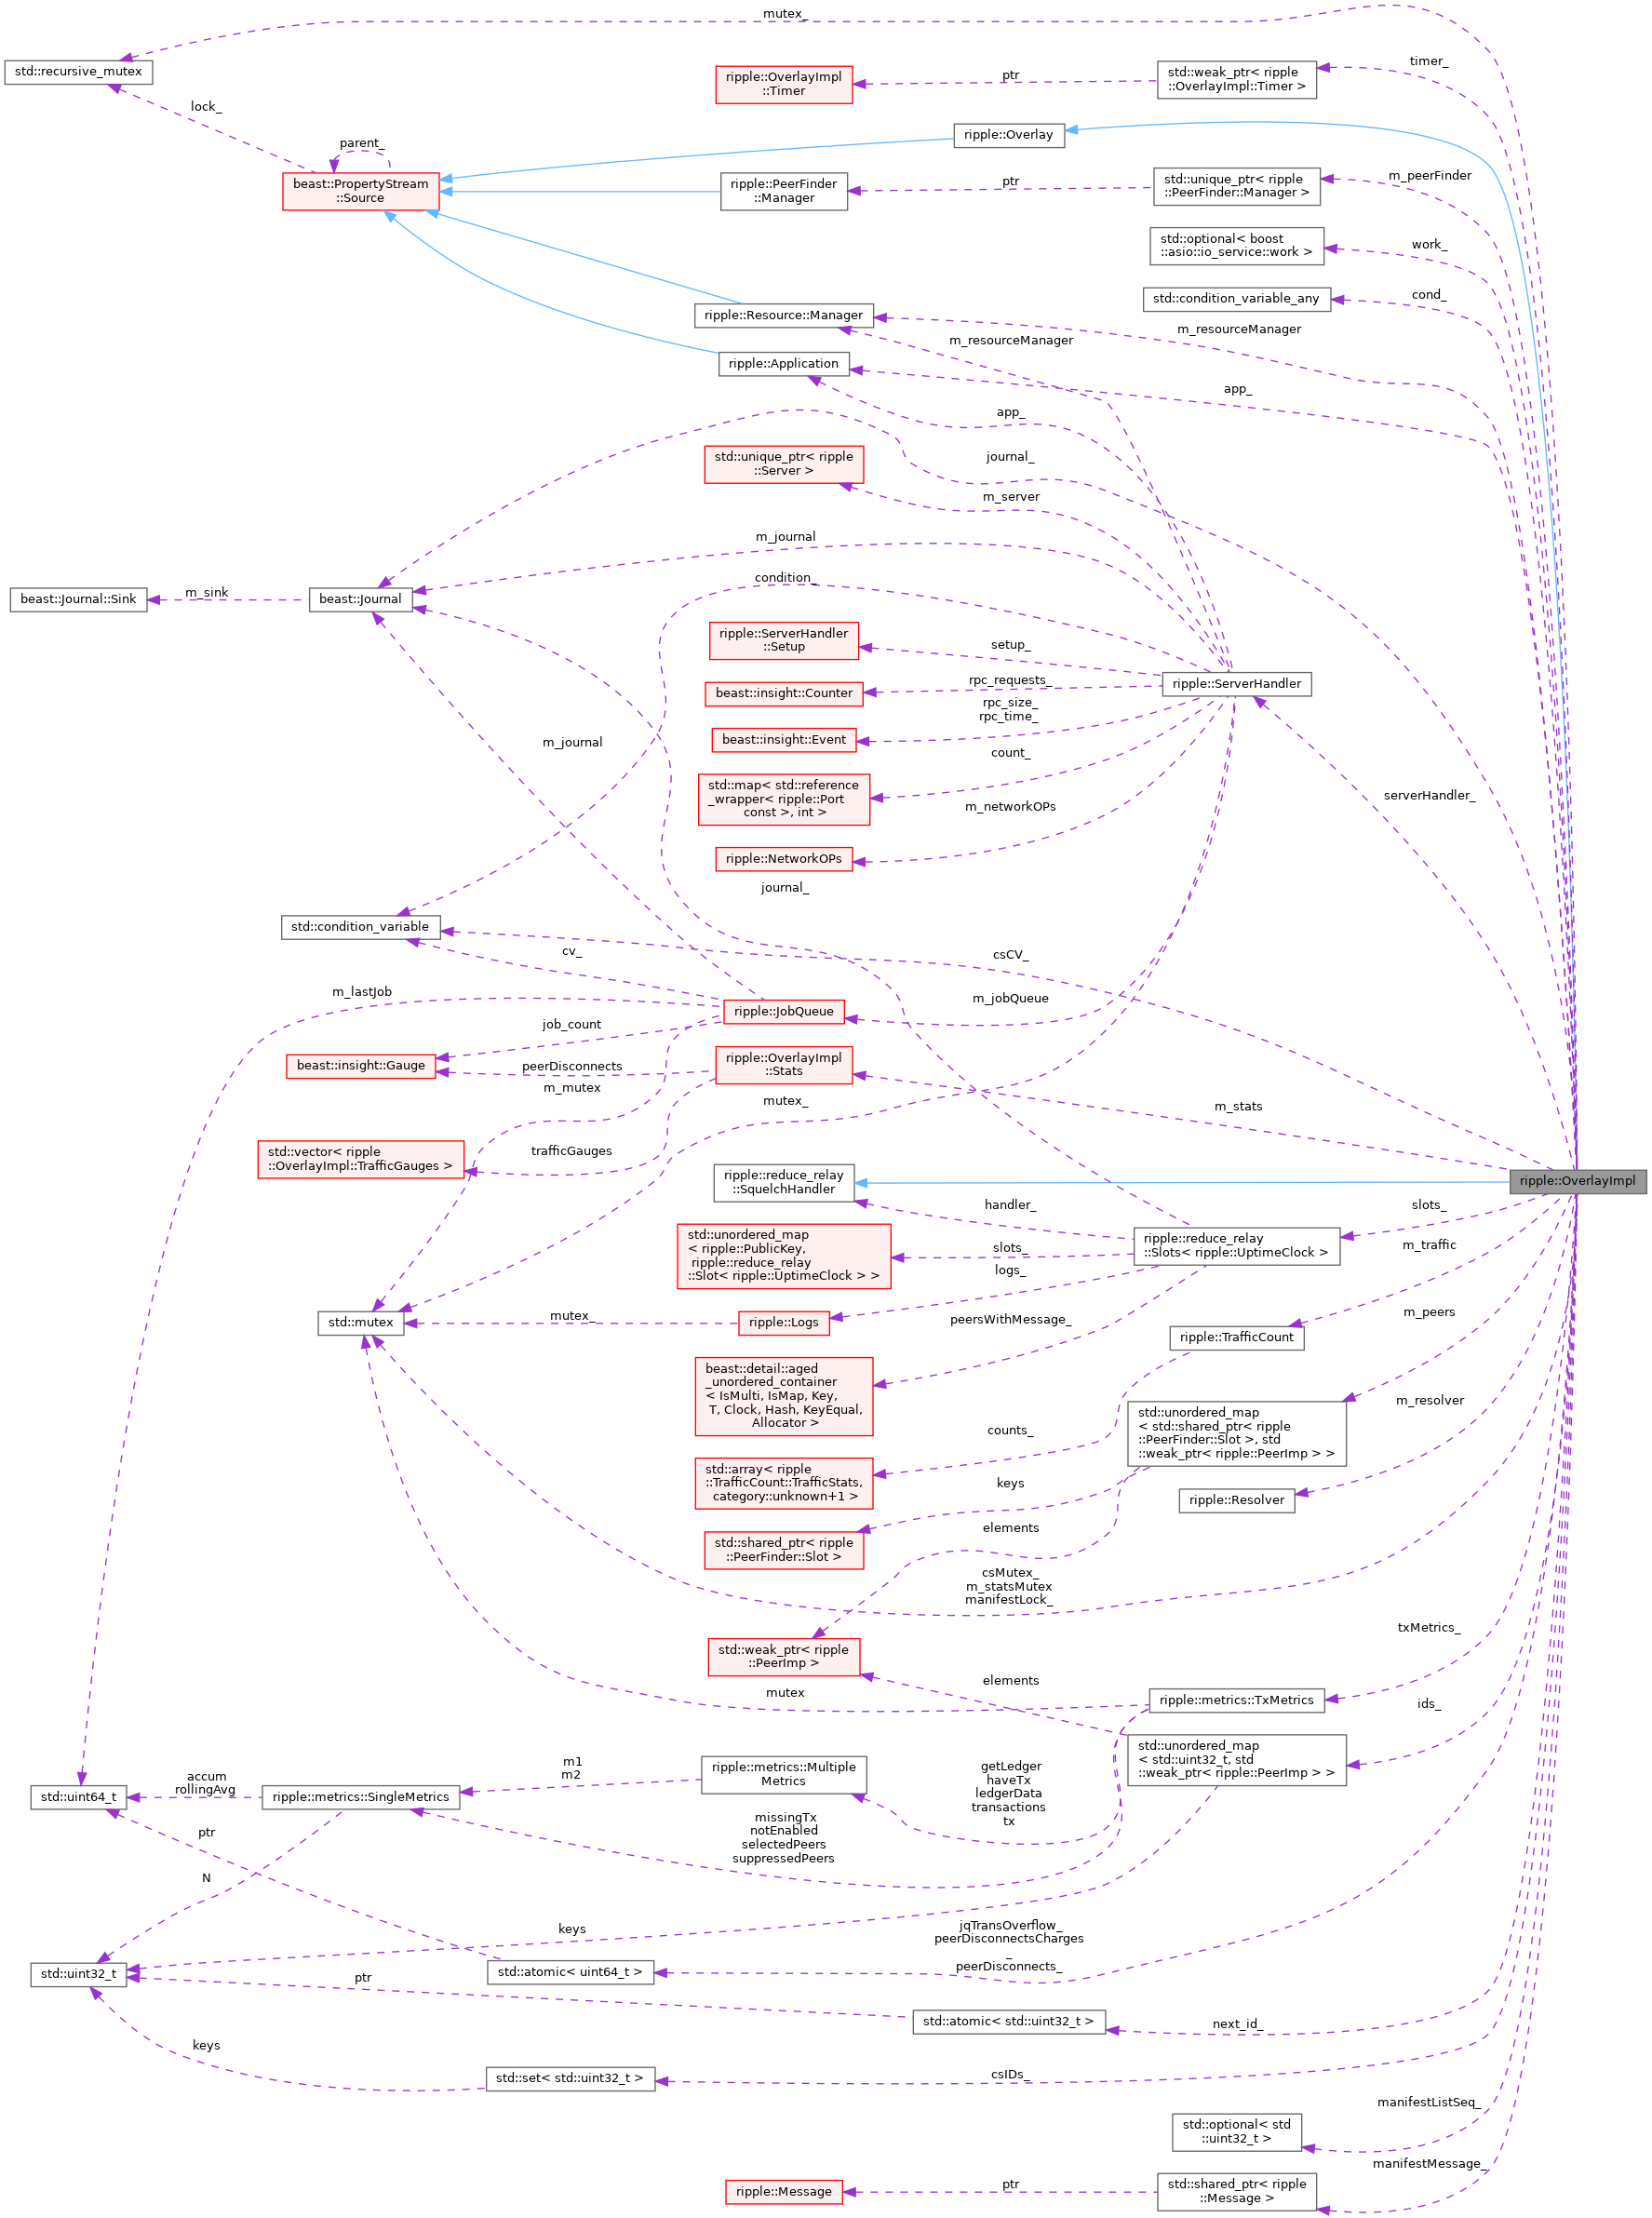 mutex_
timer_
std::recursive_mutex
ripple::OverlayImpl
::Timer
ptr
std::weak_ptr< ripple
::OverlayImpl::Timer >
lock_
ripple::Overlay
parent_
beast::PropertyStream
::Source
ripple::PeerFinder
::Manager
ptr
std::unique_ptr< ripple
::PeerFinder::Manager >
m_peerFinder
std::optional< boost
::asio::io_service::work >
work_
std::condition_variable_any
cond_
ripple::Resource::Manager
m_resourceManager
m_resourceManager
ripple::Application
app_
app_
std::unique_ptr< ripple
::Server >
journal_
m_server
m_journal
condition_
beast::Journal::Sink
m_sink
beast::Journal
ripple::ServerHandler
::Setup
setup_
ripple::ServerHandler
beast::insight::Counter
rpc_requests_
rpc_size_
rpc_time_
beast::insight::Event
m_journal
count_
std::map< std::reference
_wrapper< ripple::Port
const >, int >
m_networkOPs
serverHandler_
ripple::NetworkOPs
journal_
std::condition_variable
cv_
csCV_
m_lastJob
m_jobQueue
ripple::JobQueue
job_count
beast::insight::Gauge
peerDisconnects
ripple::OverlayImpl
::Stats
m_mutex
mutex_
m_stats
std::vector< ripple
::OverlayImpl::TrafficGauges >
trafficGauges
ripple::reduce_relay
::SquelchHandler
ripple::OverlayImpl
handler_
slots_
std::unordered_map
< ripple::PublicKey,
ripple::reduce_relay
::Slot< ripple::UptimeClock > >
slots_
ripple::reduce_relay
::Slots< ripple::UptimeClock >
m_traffic
logs_
std::mutex
mutex_
ripple::Logs
peersWithMessage_
ripple::TrafficCount
m_peers
beast::detail::aged
_unordered_container
< IsMulti, IsMap, Key,
T, Clock, Hash, KeyEqual,
Allocator >
m_resolver
counts_
std::unordered_map
< std::shared_ptr< ripple
::PeerFinder::Slot >, std
::weak_ptr< ripple::PeerImp > >
std::array< ripple
::TrafficCount::TrafficStats,
category::unknown+1 >
keys
ripple::Resolver
std::shared_ptr< ripple
::PeerFinder::Slot >
elements
csMutex_
m_statsMutex
manifestLock_
txMetrics_
std::weak_ptr< ripple
::PeerImp >
elements
mutex
ripple::metrics::TxMetrics
ids_
std::unordered_map
< std::uint32_t, std
::weak_ptr< ripple::PeerImp > >
m1
m2
ripple::metrics::Multiple
Metrics
getLedger
haveTx
ledgerData
transactions
tx
std::uint64_t
accum
rollingAvg
ripple::metrics::SingleMetrics
missingTx
notEnabled
selectedPeers
suppressedPeers
ptr
N
keys
jqTransOverflow_
peerDisconnectsCharges
_
peerDisconnects_
std::uint32_t
ptr
std::atomic< uint64_t >
std::atomic< std::uint32_t >
next_id_
keys
std::set< std::uint32_t >
csIDs_
manifestListSeq_
std::optional< std
::uint32_t >
manifestMessage_
ripple::Message
ptr
std::shared_ptr< ripple
::Message >